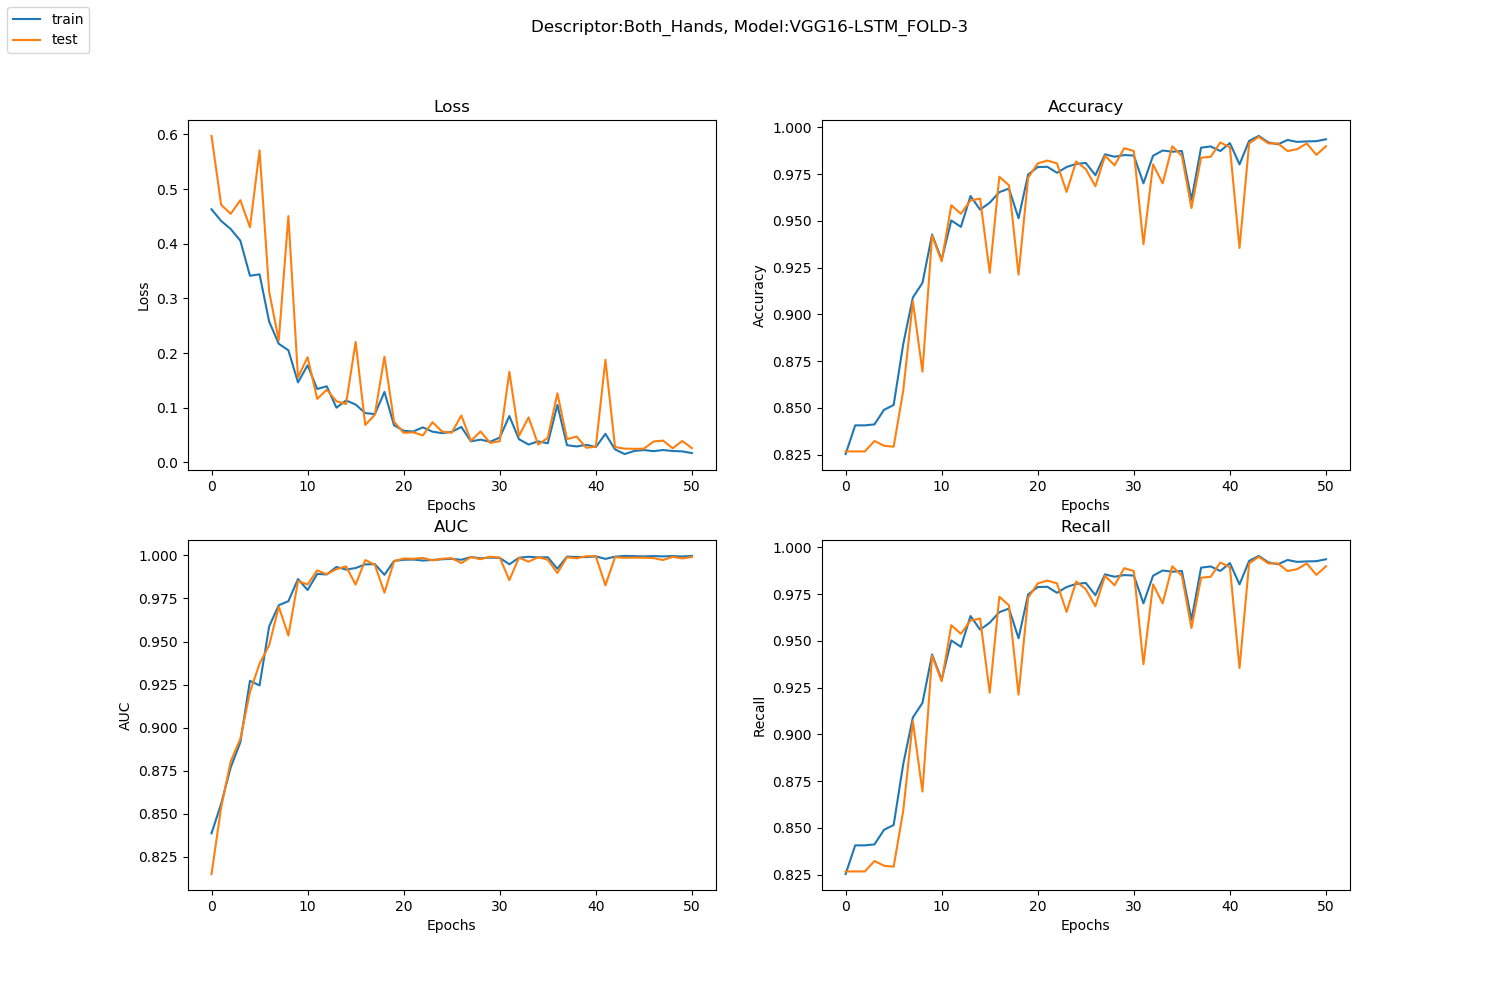 train
test
Descriptor:Both_Hands, Model:VGG16-LSTM_FOLD-3
Loss
0.6
0.5
0.4
0.3
0.2
0.1
0.0
Loss
0 10 20 30 40 50
Epochs
Accuracy
1.000
0.975
0.950
0.925
0.900
0.875
0.850
0.825
Accuracy
0 10 20 30 40 50
Epochs
AUC
1.000
0.975
0.950
0.925
0.900
0.875
0.850
0.825
AUC
0 10 20 30 40 50
Epochs
Recall
1.000
0.975
0.950
0.925
0.900
0.875
0.850
0.825
Recall
0 10 20 30 40 50
Epochs